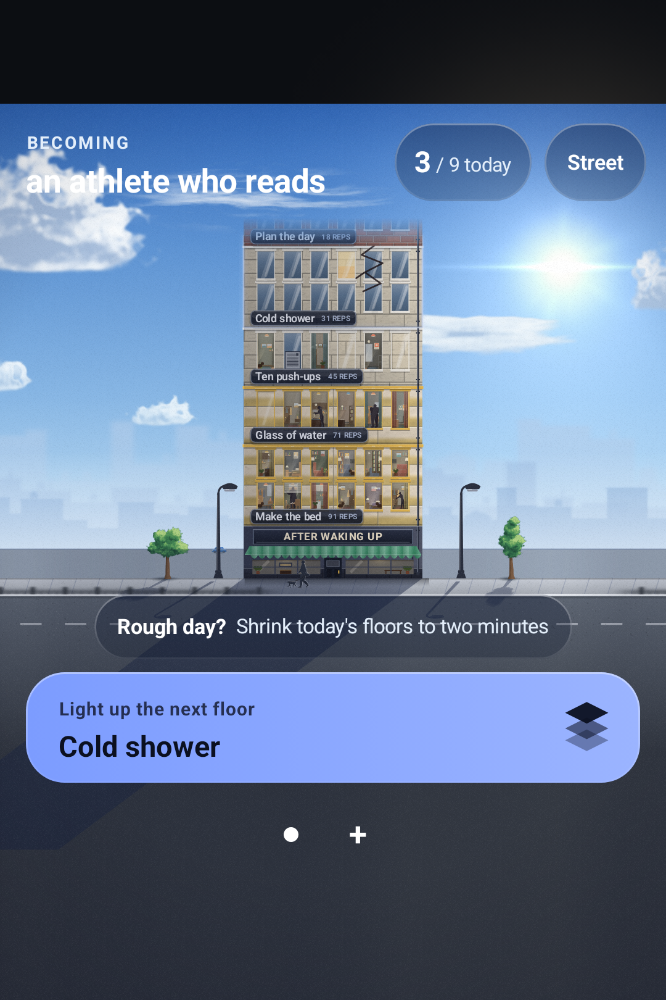 BECOMING
an athlete who reads
3 / 9 today
Street
Plan the day 18 REPS
Cold shower 31 REPS
Ten push-ups 45 REPS
Glass of water 71 REPS
Make the bed 91 REPS
AFTER WAKING UP
Rough day? Shrink today's floors to two minutes
Light up the next floor
Cold shower